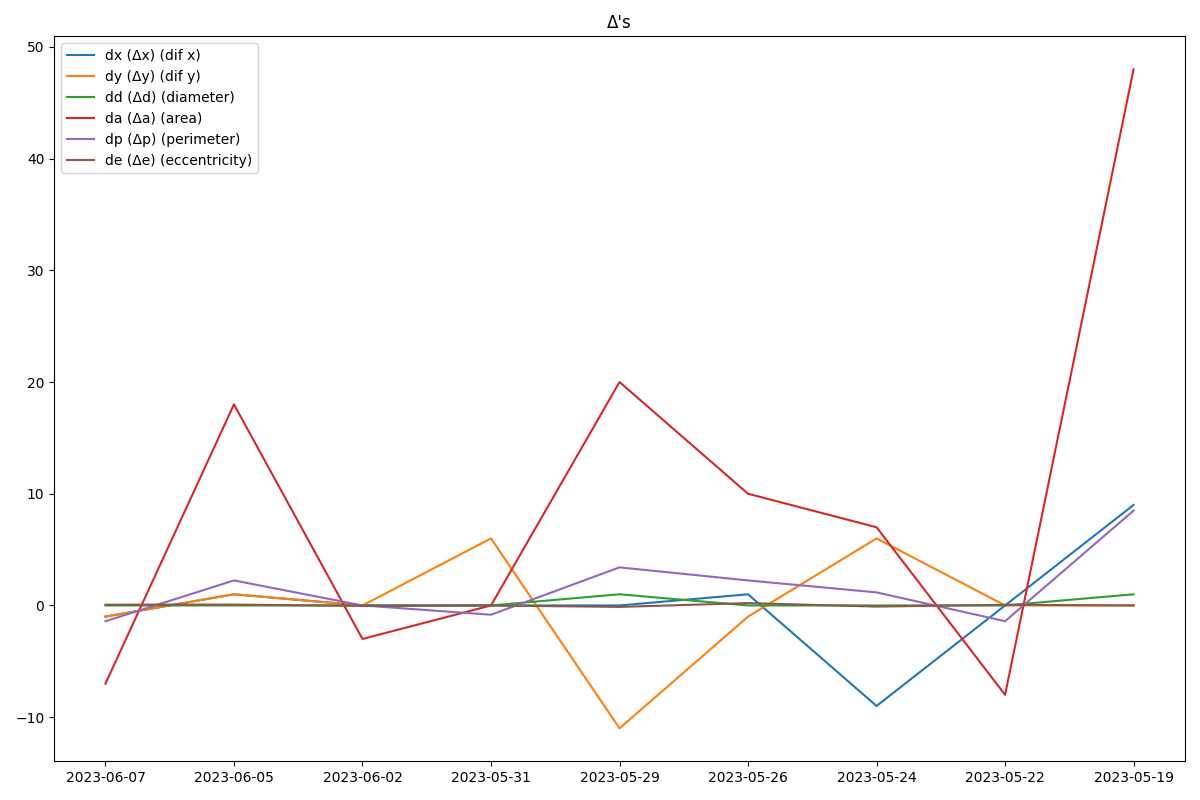 Δ's
dx (Δx) (dif x)
dy (Δy) (dif y)
dd (Δd) (diameter)
da (Δa) (area)
dp (Δp) (perimeter)
de (Δe) (eccentricity)
50
40
30
20
10
0
−10
2023-06-07 2023-06-05 2023-06-02 2023-05-31 2023-05-29 2023-05-26 2023-05-24 2023-05-22 2023-05-19